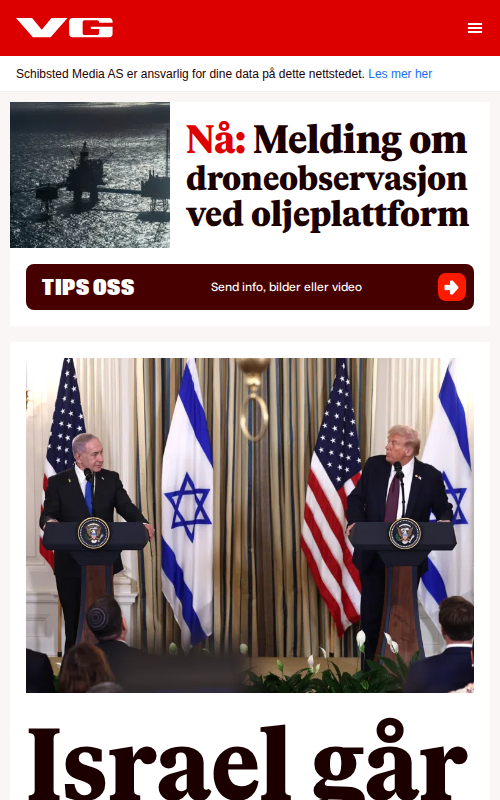 VG
Schibsted Media AS er ansvarlig for dine data på dette nettstedet. Les mer her
Nå: Melding om
droneobservasjon
ved oljeplattform
TIPS OSS
Send info, bilder eller video
Israel går